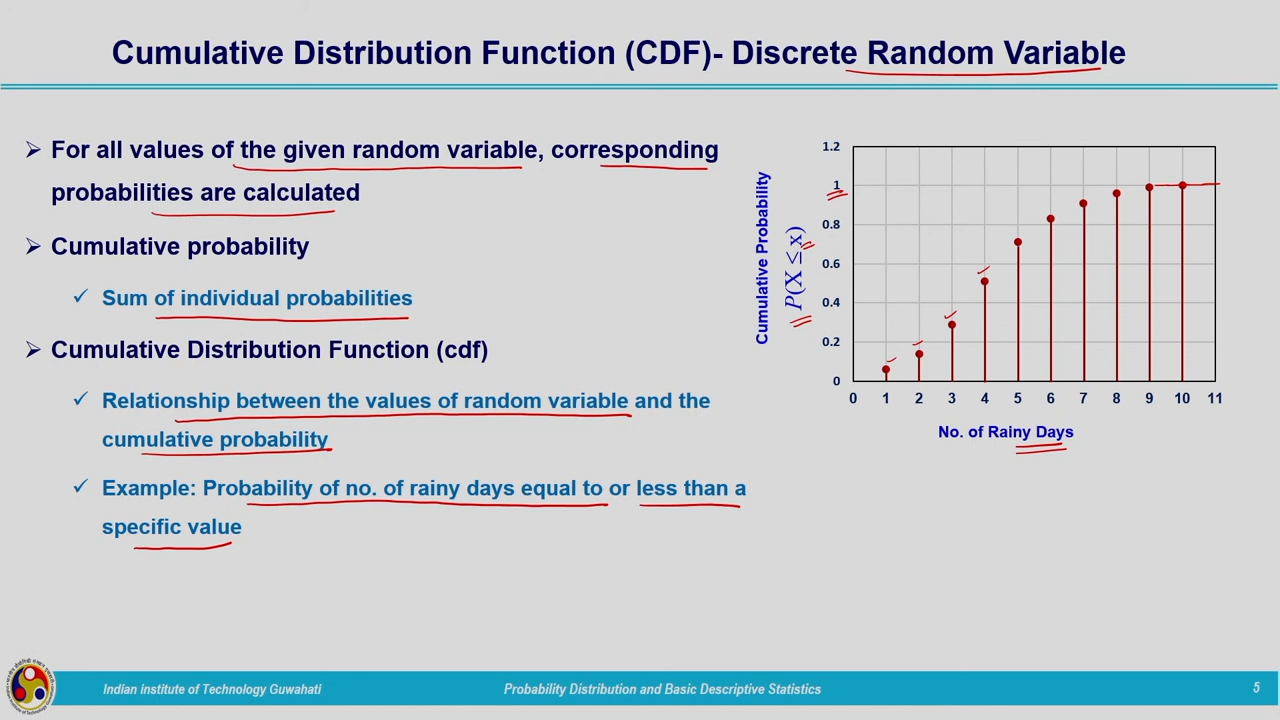 Cumulative Distribution Function (CDF)- Discrete Random Variable
➢ For all values of the given random variable, corresponding
probabilities are calculated
➢ Cumulative probability
✓ Sum of individual probabilities
➢ Cumulative Distribution Function (cdf)
✓ Relationship between the values of random variable and the
cumulative probability
✓ Example: Probability of no. of rainy days equal to or less than a
specific value
Cumulative Probability
P(X ≤ x)
1.2
1
0.8
0.6
0.4
0.2
0
0 1 2 3 4 5 6 7 8 9 10 11
No. of Rainy Days
Indian institute of Technology Guwahati
Probability Distribution and Basic Descriptive Statistics
5